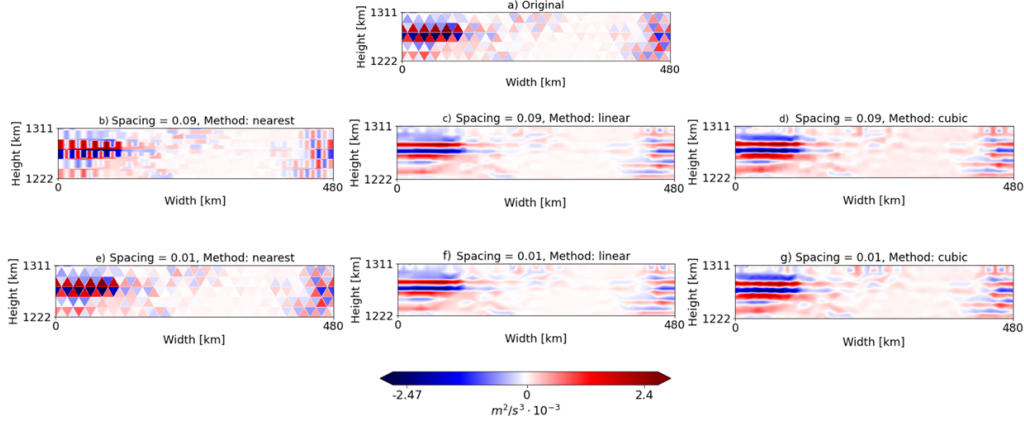 a) Original
1311
Height [km]
1222
0
480
Width [km]
b) Spacing = 0.09, Method: nearest
1311
Height [km]
1222
0
480
Width [km]
c) Spacing = 0.09, Method: linear
1311
Height [km]
1222
0
480
Width [km]
d) Spacing = 0.09, Method: cubic
1311
Height [km]
1222
0
480
Width [km]
e) Spacing = 0.01, Method: nearest
1311
Height [km]
1222
0
480
Width [km]
f) Spacing = 0.01, Method: linear
1311
Height [km]
1222
0
480
Width [km]
g) Spacing = 0.01, Method: cubic
1311
Height [km]
1222
0
480
Width [km]
-2.47
0
2.4
m²/s³ · 10⁻³